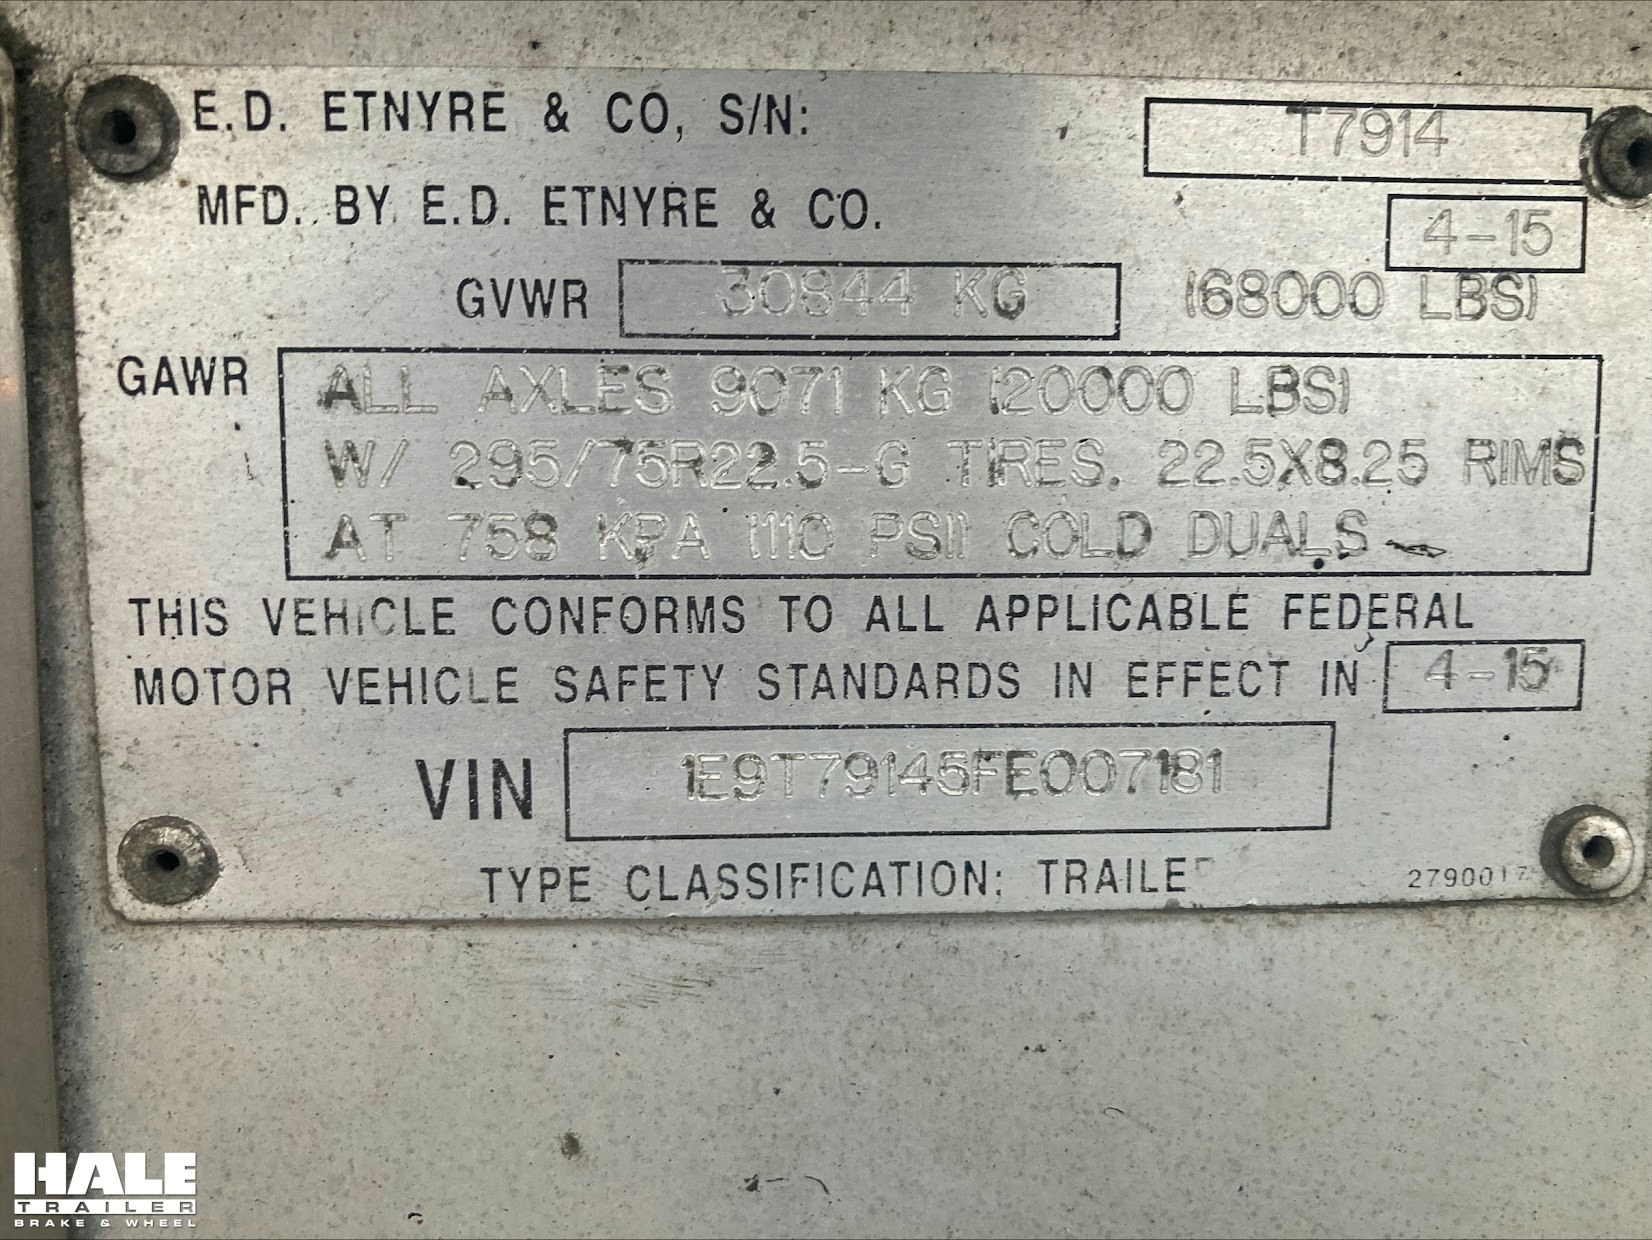 E.D. ETNYRE & CO, S/N: T7914
MFD. BY E.D. ETNYRE & CO. 4-15
GVWR 30844 KG (68000 LBS)
GAWR ALL AXLES 9071 KG (20000 LBS)
W/ 295/75R22.5-G TIRES. 22.5X8.25 RIMS
AT 758 KPA (110 PSI) COLD DUALS
THIS VEHICLE CONFORMS TO ALL APPLICABLE FEDERAL
MOTOR VEHICLE SAFETY STANDARDS IN EFFECT IN 4-15
VIN 1E9T79145FE007181
TYPE CLASSIFICATION: TRAILER
HALE
TRAILER
BRAKE & WHEEL